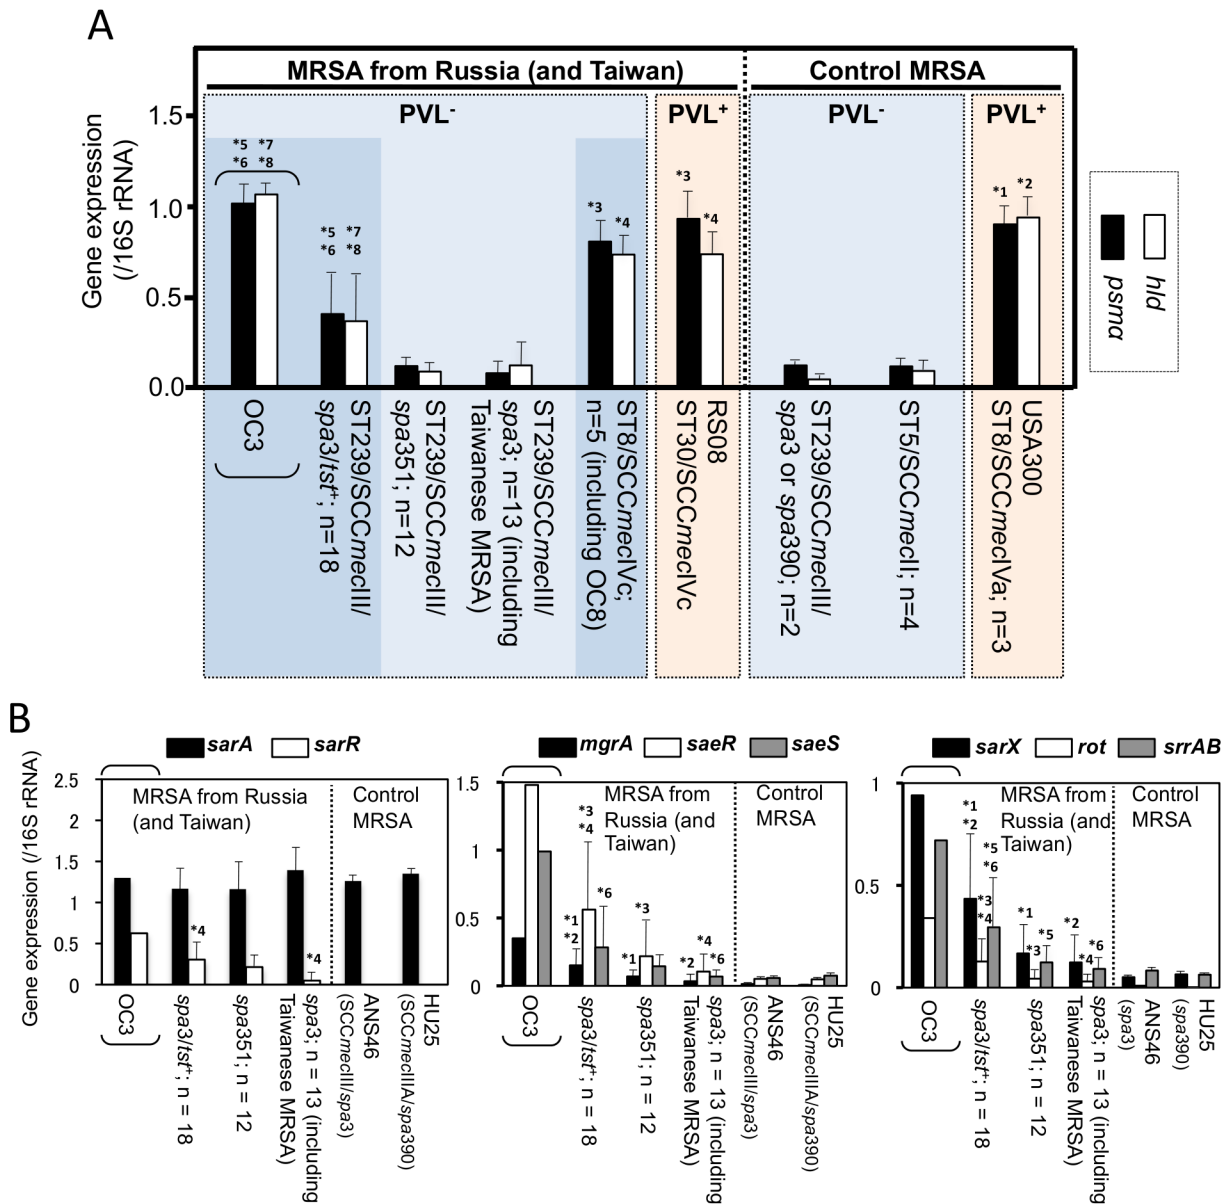 A
MRSA from Russia (and Taiwan)
Control MRSA
PVL-
PVL+
PVL-
PVL+
Gene expression
(/16S rRNA)
1.5
1.0
0.5
0.0
*5 *7
*6 *8
*5 *7
*6 *8
*3
*4
*3
*4
*1
*2
hld
psmα
OC3
ST239/SCCmecIII/
spa3/tst+; n=18
ST239/SCCmecIII/
spa351; n=12
ST239/SCCmecIII/
spa3; n=13 (including
Taiwanese MRSA)
ST8/SCCmecIVc;
n=5 (including OC8)
RS08
ST30/SCCmecIVc
ST239/SCCmecIII/
spa3 or spa390; n=2
ST5/SCCmecII; n=4
USA300
ST8/SCCmecIVa; n=3
B
Gene expression (/16S rRNA)
sarA sarR
2.5
2
1.5
1
0.5
0
MRSA from Russia
(and Taiwan)
Control
MRSA
*4
*4
OC3
spa3/tst+; n = 18
spa351; n = 12
spa3; n = 13 (including
Taiwanese MRSA)
ANS46
(SCCmecIII/spa3)
HU25
(SCCmecIIIA/spa390)
mgrA saeR saeS
1.5
1
0.5
0
MRSA from
Russia (and
Taiwan)
Control
MRSA
*3
*4
*1
*2
*6
*3
*1
*4
*2
*6
OC3
spa3/tst+; n = 18
spa351; n = 12
spa3; n = 13 (including
Taiwanese MRSA)
ANS46
(SCCmecIII/spa3)
HU25
(SCCmecIIIA/spa390)
sarX rot srrAB
1
0.5
0
MRSA from
Russia (and
Taiwan)
Control
MRSA
*1
*2
*5
*6
*3
*4
*1
*3
*5
*2
*4
*6
OC3
spa3/tst+; n = 18
spa351; n = 12
spa3; n = 13 (including
Taiwanese MRSA)
ANS46
(spa3)
HU25
(spa390)